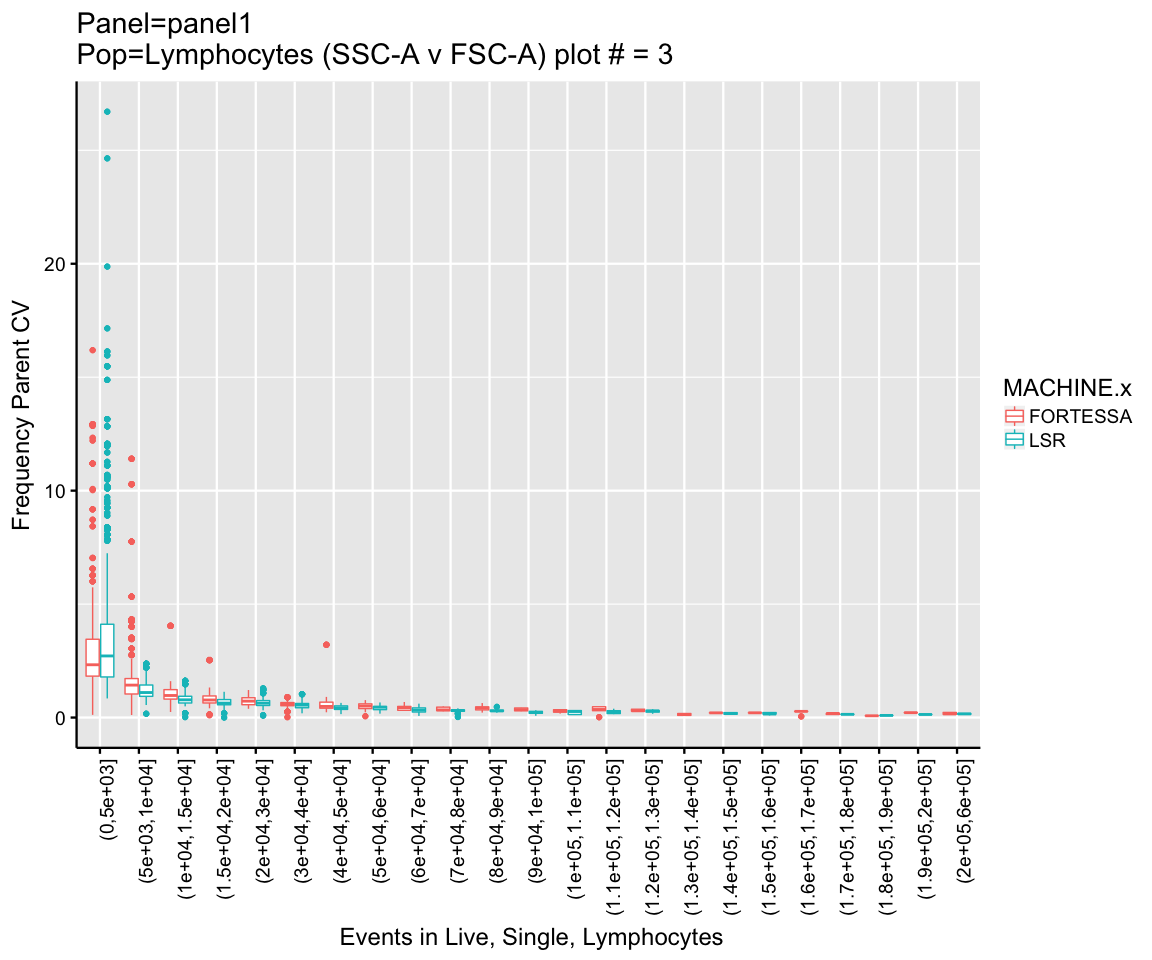 Panel=panel1
Pop=Lymphocytes (SSC-A v FSC-A) plot # = 3
Frequency Parent CV
20
10
0
(0,5e+03]
(5e+03,1e+04]
(1e+04,1.5e+04]
(1.5e+04,2e+04]
(2e+04,3e+04]
(3e+04,4e+04]
(4e+04,5e+04]
(5e+04,6e+04]
(6e+04,7e+04]
(7e+04,8e+04]
(8e+04,9e+04]
(9e+04,1e+05]
(1e+05,1.1e+05]
(1.1e+05,1.2e+05]
(1.2e+05,1.3e+05]
(1.3e+05,1.4e+05]
(1.4e+05,1.5e+05]
(1.5e+05,1.6e+05]
(1.6e+05,1.7e+05]
(1.7e+05,1.8e+05]
(1.8e+05,1.9e+05]
(1.9e+05,2e+05]
(2e+05,6e+05]
Events in Live, Single, Lymphocytes
MACHINE.x
FORTESSA
LSR